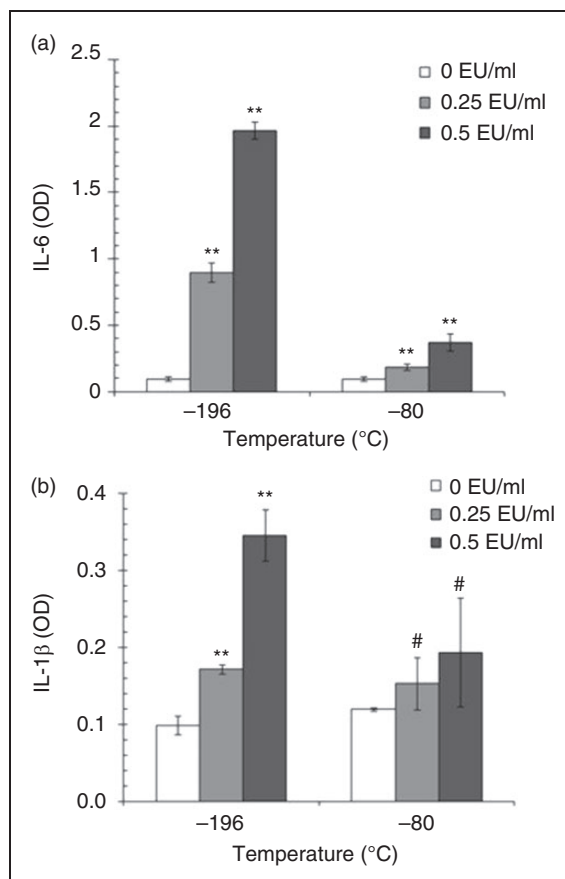 (a)
2.5
2
1.5
1
0.5
0
IL-6 (OD)
0 EU/ml
0.25 EU/ml
0.5 EU/ml
**
**
**
**
–196
–80
Temperature (°C)
(b)
0.4
0.3
0.2
0.1
0.0
IL-1β (OD)
0 EU/ml
0.25 EU/ml
0.5 EU/ml
**
**
#
#
–196
–80
Temperature (°C)